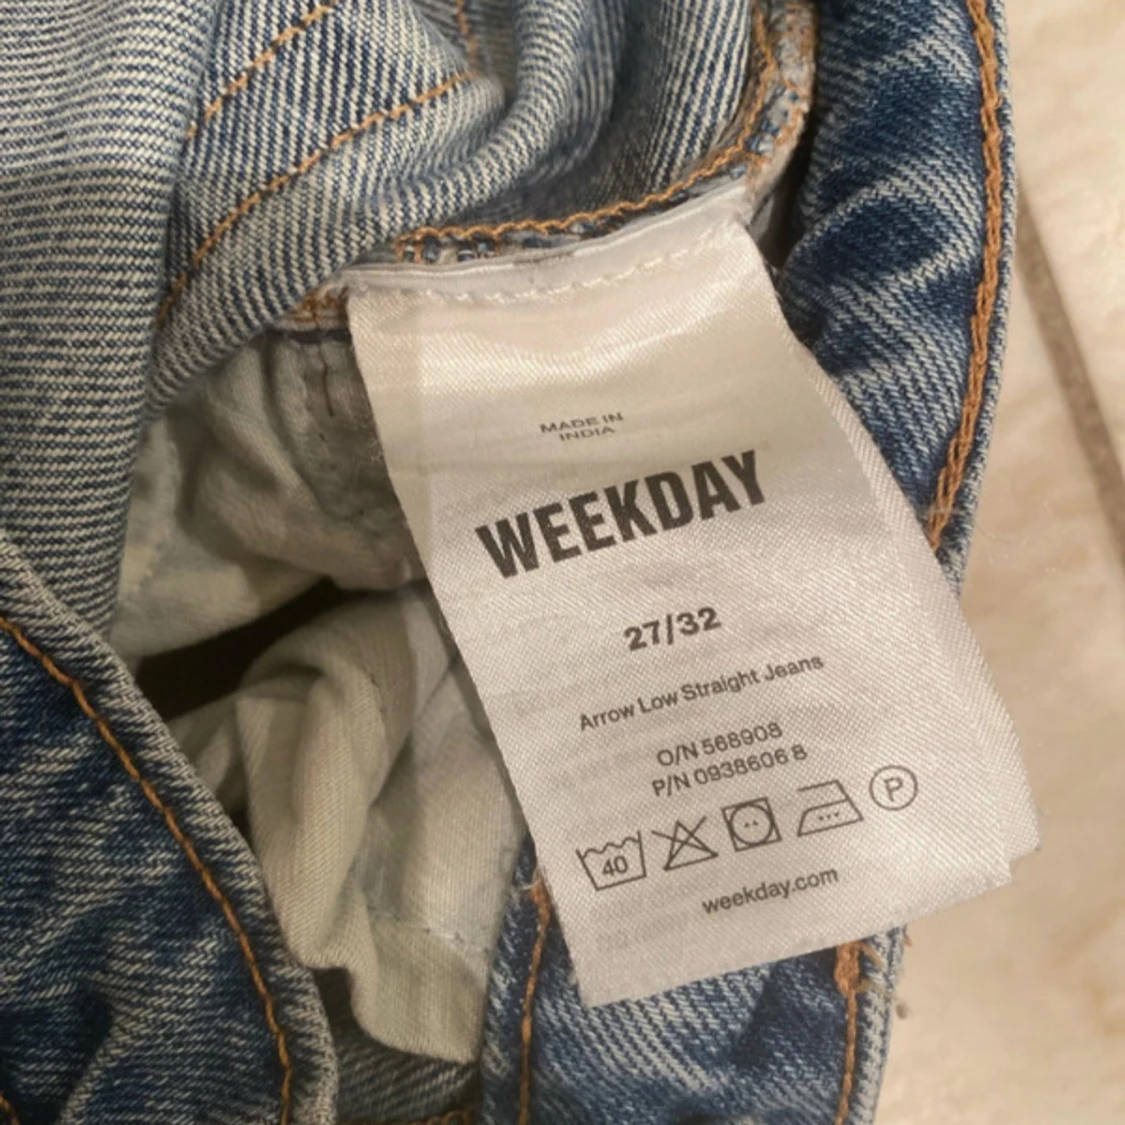 MADE IN
INDIA
WEEKDAY
27/32
Arrow Low Straight Jeans
O/N 568908
P/N 0938606 8
40
P
weekday.com